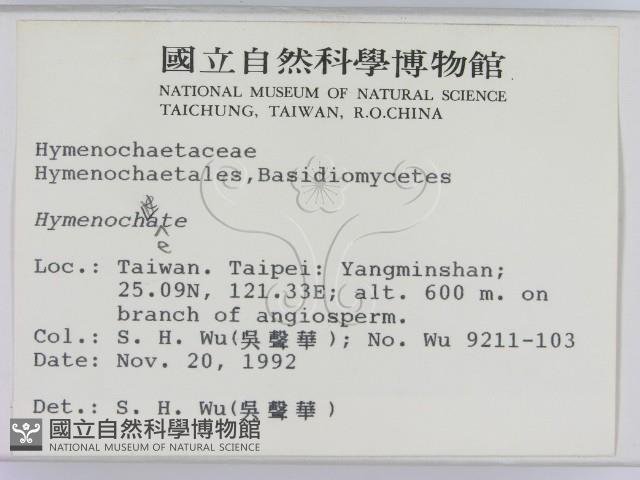 國立自然科學博物館
NATIONAL MUSEUM OF NATURAL SCIENCE
TAICHUNG, TAIWAN, R.O.CHINA
Hymenochaetaceae
Hymenochaetales,Basidiomycetes
Hymenochate
e
Loc.: Taiwan. Taipei: Yangminshan;
25.09N, 121.33E; alt. 600 m. on
branch of angiosperm.
Col.: S. H. Wu(吳聲華); No. Wu 9211-103
Date: Nov. 20, 1992
Det.: S. H. Wu(吳聲華)
國立自然科學博物館
NATIONAL MUSEUM OF NATURAL SCIENCE